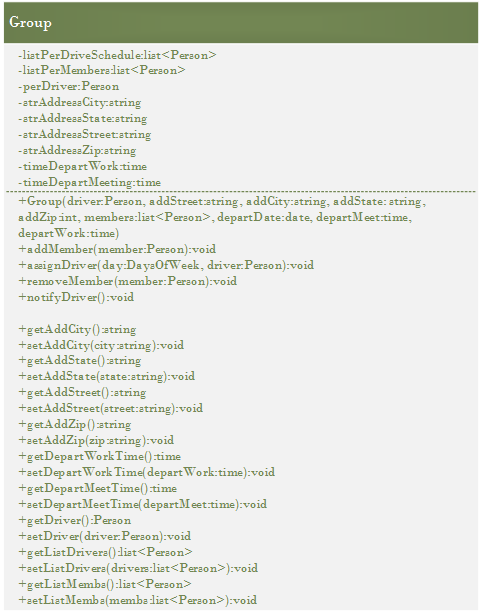 Group
-listPerDriveSchedule:list<Person>
-listPerMembers:list<Person>
-perDriver:Person
-strAddressCity:string
-strAddressState:string
-strAddressStreet:string
-strAddressZip:string
-timeDepartWork:time
-timeDepartMeeting:time
+Group(driver:Person, addStreet:string, addCity:string, addState: string,
addZip:int, members:list<Person>, departDate:date, departMeet:time,
departWork:time)
+addMember(member:Person):void
+assignDriver(day:DaysOfWeek, driver:Person):void
+removeMember(member:Person):void
+notifyDriver():void
+getAddCity():string
+setAddCity(city:string):void
+getAddState():string
+setAddState(state:string):void
+getAddStreet():string
+setAddStreet(street:string):void
+getAddZip():string
+setAddZip(zip:string):void
+getDepartWorkTime():time
+setDepartWorkTime(departWork:time):void
+getDepartMeetTime():time
+setDepartMeetTime(departMeet:time):void
+getDriver():Person
+setDriver(driver:Person):void
+getListDrivers():list<Person>
+setListDrivers(drivers:list<Person>):void
+getListMembs():list<Person>
+setListMembs(membs:list<Person>):void